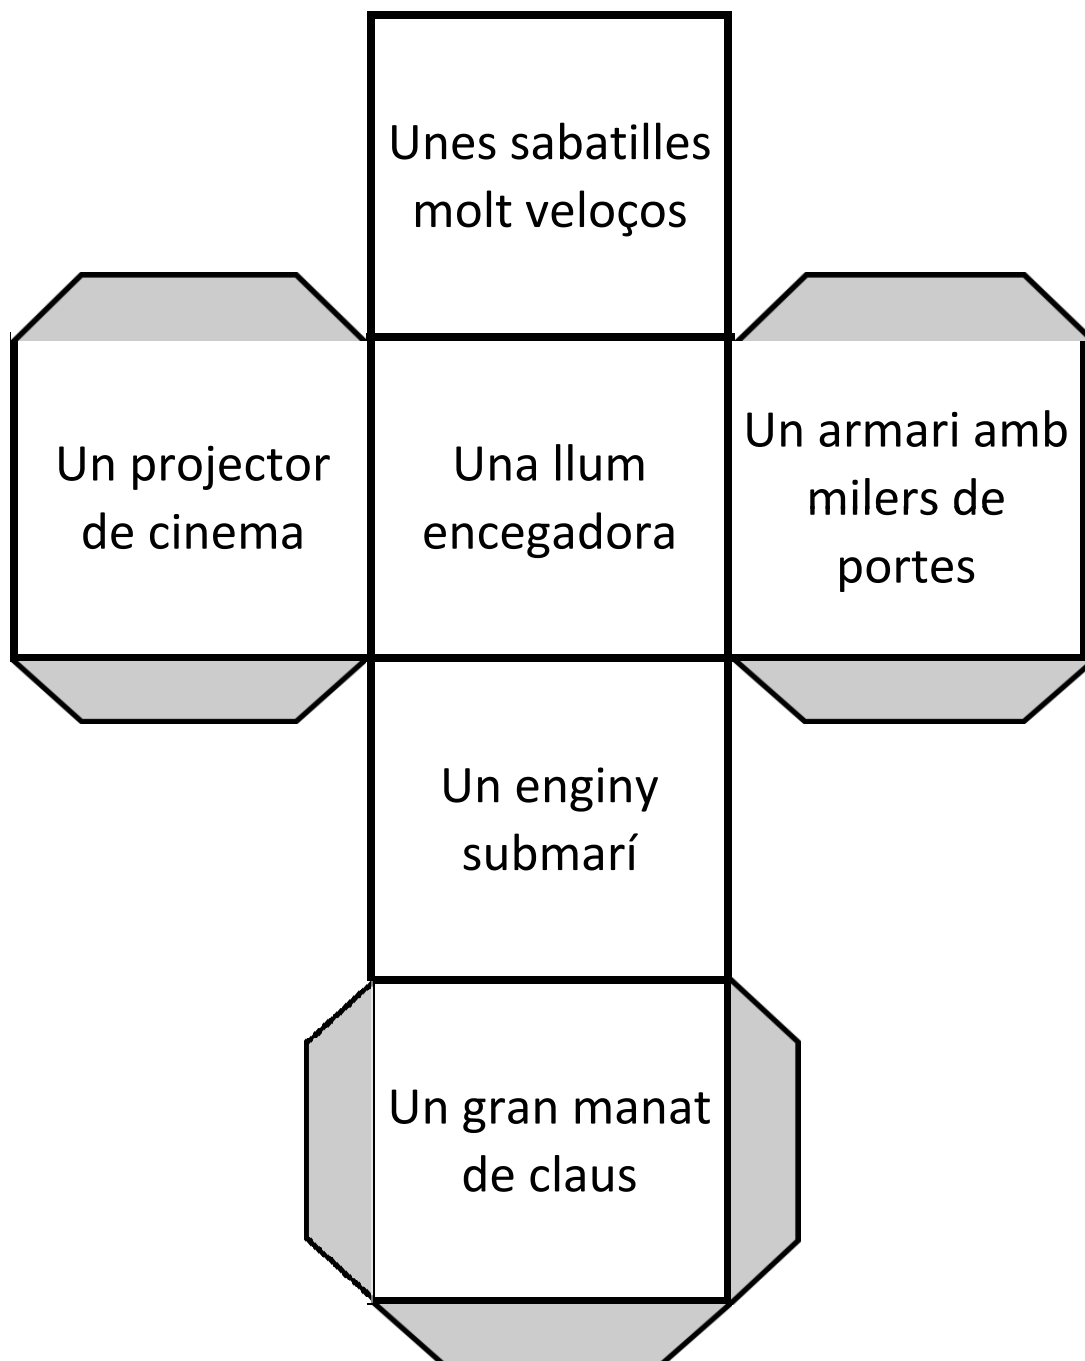 Unes sabatilles
molt veloços
Un projector
de cinema
Una llum
encegadora
Un armari amb
milers de
portes
Un enginy
submarí
Un gran manat
de claus